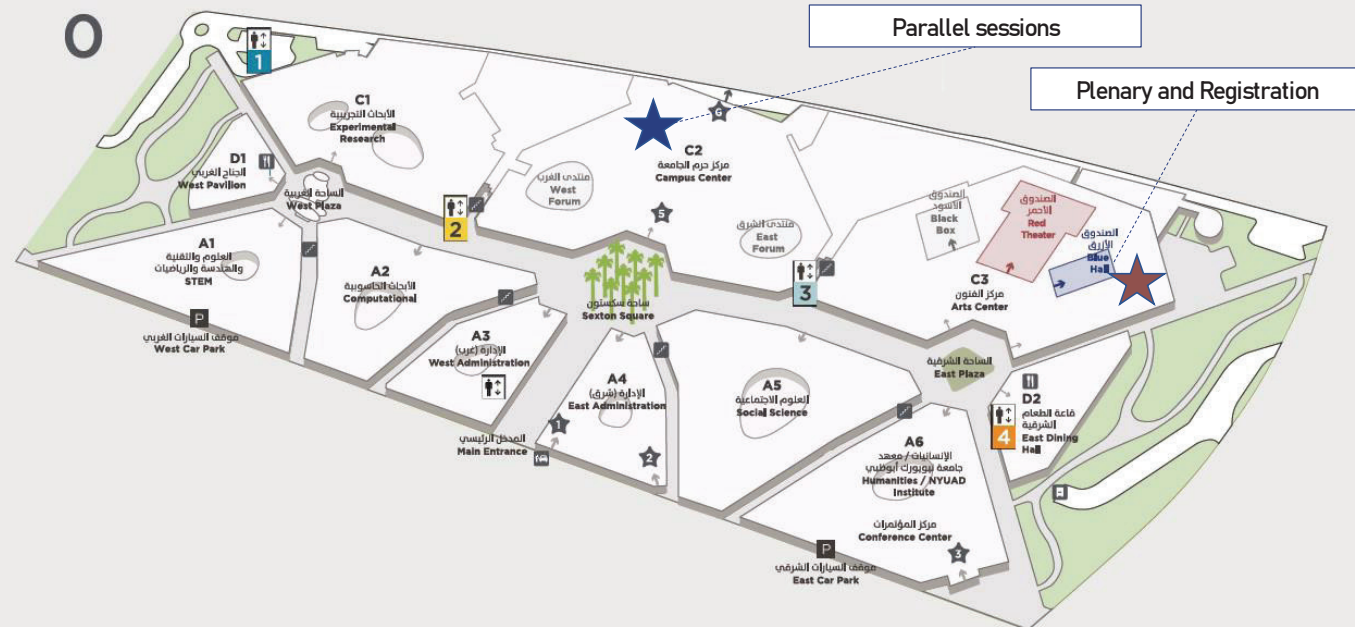 O
Parallel sessions
Plenary and Registration
1
C1
الأبحاث التجريبية
Experimental
Research
G
C2
مركز حرم الجامعة
Campus Center
D1
الجناح الغربي
West Pavilion
الساحة الغربية
West Plaza
منتدى الغرب
West
Forum
5
منتدى الشرق
East
Forum
الصندوق
الأسود
Black
Box
الصندوق
الأحمر
Red
Theater
الصندوق
الأزرق
Blue
Hall
2
3
A1
العلوم والتقنية
والهندسة والرياضيات
STEM
A2
الأبحاث الحاسوبية
Computational
ساحة سكستون
Sexton Square
C3
مركز الفنون
Arts Center
P
موقف السيارات الغربي
West Car Park
A3
الإدارة (غرب)
West Administration
A4
الإدارة (شرق)
East Administration
A5
العلوم الاجتماعية
Social Science
الساحة الشرقية
East Plaza
D2
قاعة الطعام
الشرقية
East Dining
Hall
4
المدخل الرئيسي
Main Entrance
1
2
A6
الإنسانيات / معهد
جامعة نيويورك أبوظبي
Humanities / NYUAD
Institute
مركز المؤتمرات
Conference Center
3
P
موقف السيارات الشرقي
East Car Park